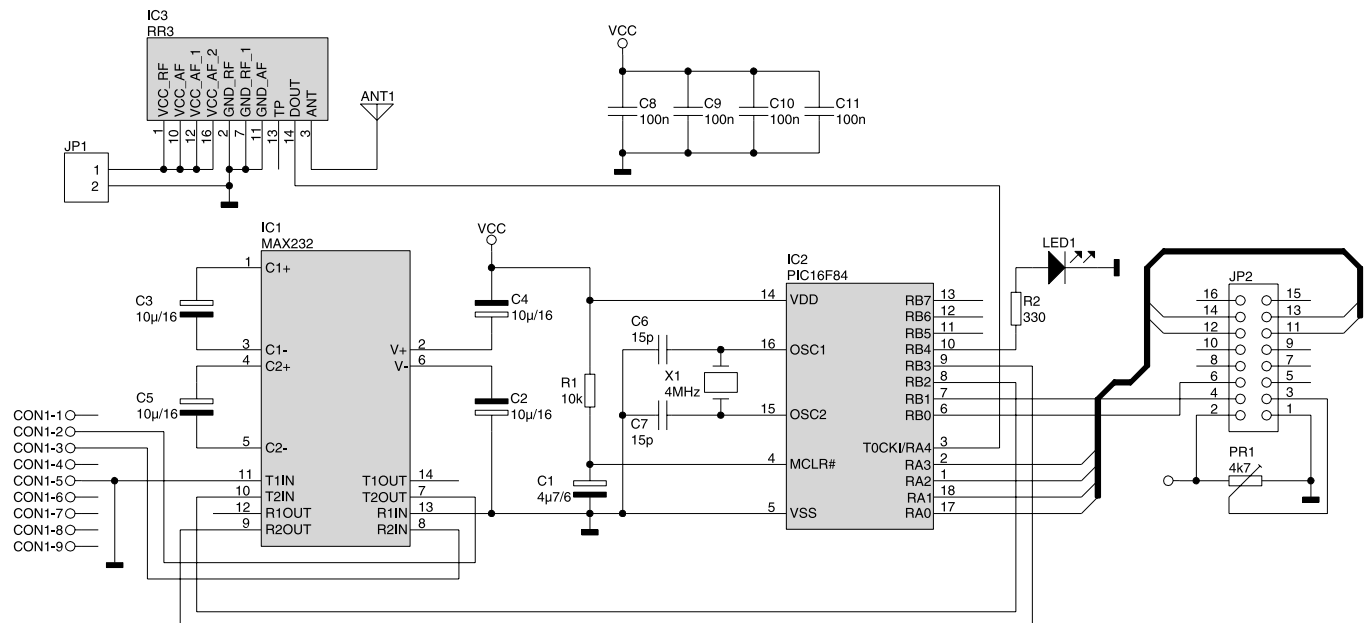 IC3
RR3
VCC_RF
VCC_AF
VCC_AF_1
VCC_AF_2
GND_RF
GND_RF_1
GND_AF
TP
DOUT
ANT
1
10
12
16
2
7
11
13
14
3
ANT1
JP1
1
2
VCC
C8
100n
C9
100n
C10
100n
C11
100n
IC1
MAX232
1 C1+
3 C1-
4 C2+
5 C2-
11 T1IN
10 T2IN
12 R1OUT
9 R2OUT
V+ 2
V- 6
T1OUT 14
T2OUT 7
R1IN 13
R2IN 8
C3
10µ/16
C5
10µ/16
VCC
C4
10µ/16
C2
10µ/16
R1
10k
C1
4µ7/6
C6
15p
X1
4MHz
C7
15p
CON1-1
CON1-2
CON1-3
CON1-4
CON1-5
CON1-6
CON1-7
CON1-8
CON1-9
IC2
PIC16F84
14 VDD
16 OSC1
15 OSC2
4 MCLR#
5 VSS
RB7 13
RB6 12
RB5 11
RB4 10
RB3 9
RB2 8
RB1 7
RB0 6
T0CKI/RA4 3
RA3 2
RA2 1
RA1 18
RA0 17
LED1
R2
330
JP2
16 15
14 13
12 11
10 9
8 7
6 5
4 3
2 1
PR1
4k7